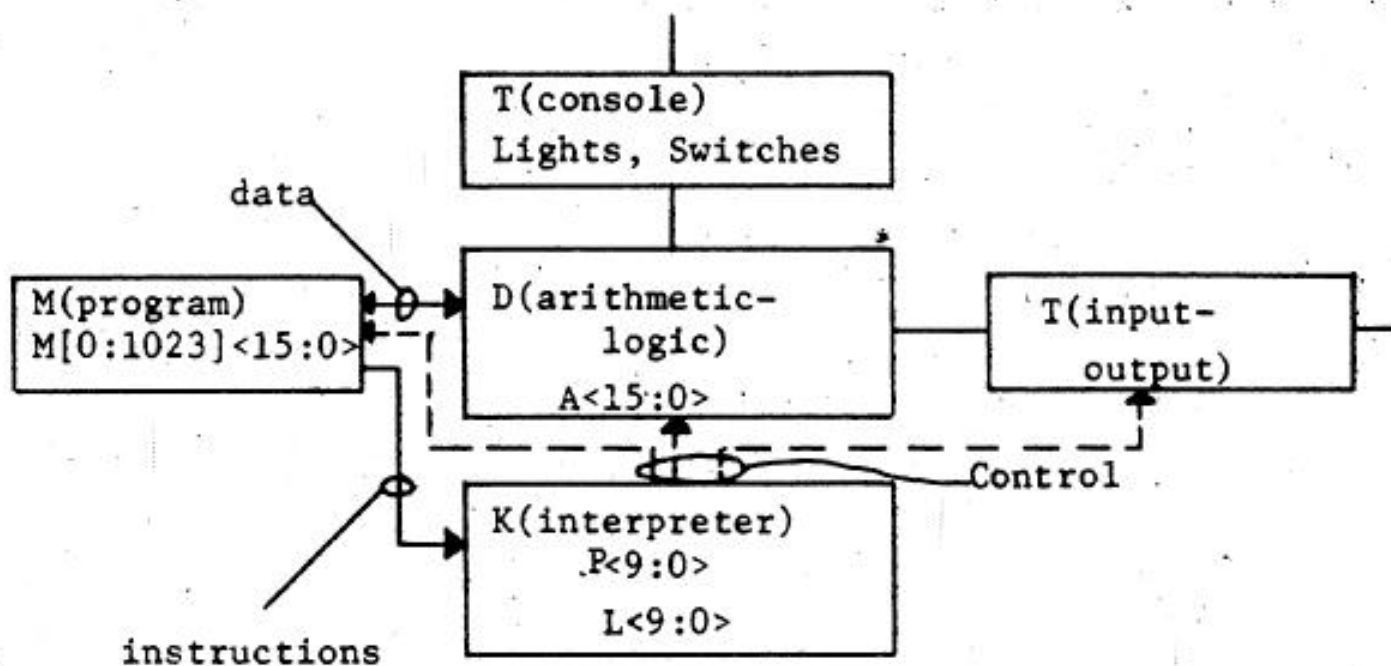 T(console)
Lights, Switches
data
M(program)
M[0:1023]<15:0>
D(arithmetic-
logic)
A<15:0>
T(input-
output)
Control
K(interpreter)
P<9:0>
L<9:0>
instructions